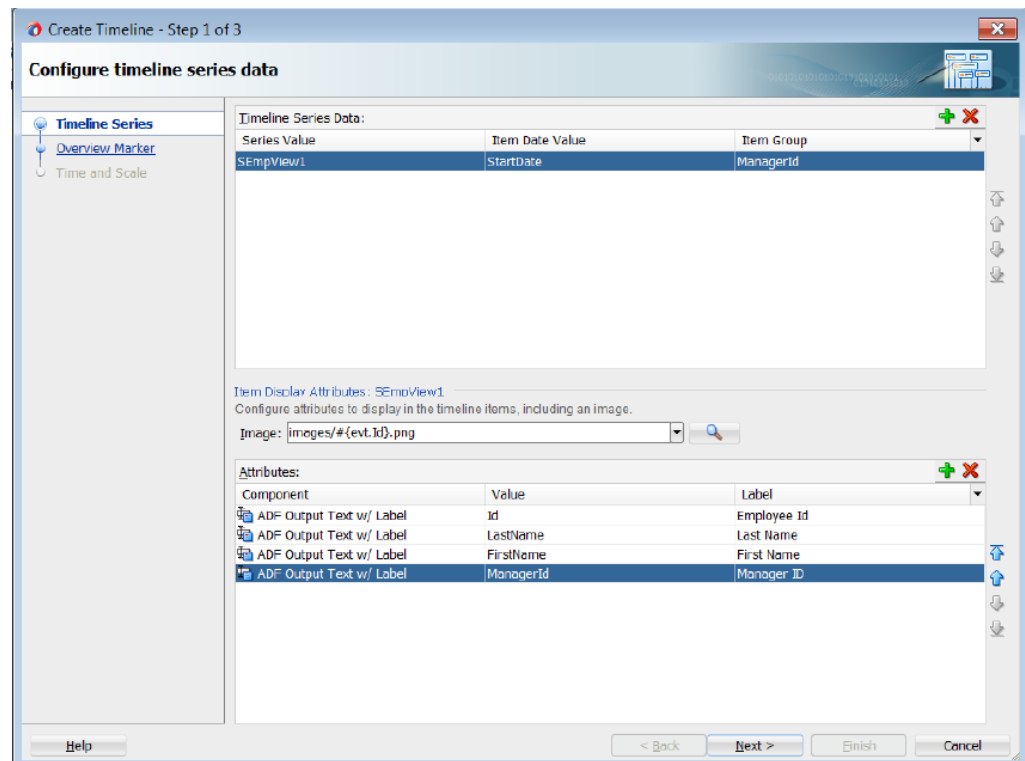 Create Timeline - Step 1 of 3
Configure timeline series data
Timeline Series
Overview Marker
Time and Scale
Timeline Series Data:
Series Value Item Date Value Item Group
SEmpView1 StartDate ManagerId
Item Display Attributes: SEmpView1
Configure attributes to display in the timeline items, including an image.
Image: images/#{evt.Id}.png
Attributes:
Component Value Label
ADF Output Text w/ Label Id Employee Id
ADF Output Text w/ Label LastName Last Name
ADF Output Text w/ Label FirstName First Name
ADF Output Text w/ Label ManagerId Manager ID
Help < Back Next > Finish Cancel